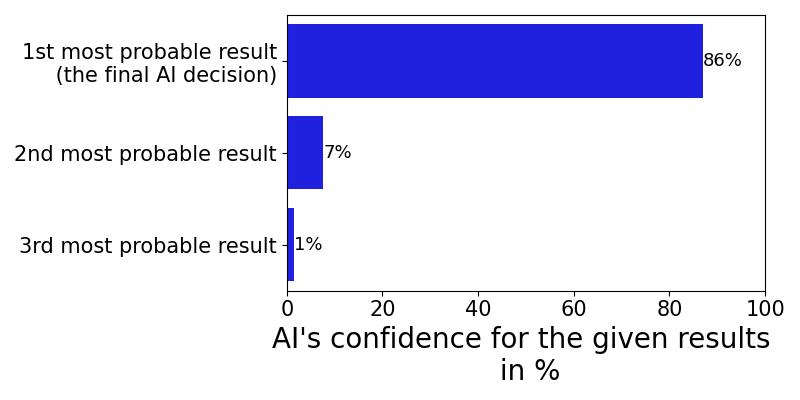 1st most probable result
(the final AI decision)
86%
2nd most probable result
7%
3rd most probable result
1%
0 20 40 60 80 100
AI's confidence for the given results
in %